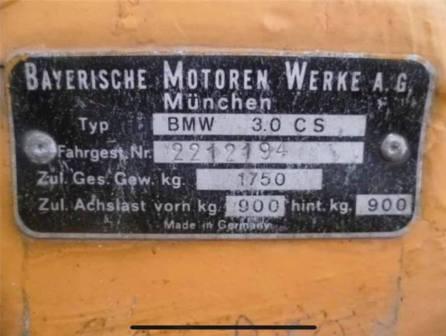 BAYERISCHE MOTOREN WERKE A.G.
München
Typ BMW 3.0 CS
Fahrgest. Nr. 2212194
Zul. Ges. Gew. kg. 1750
Zul. Achslast vorn kg. 900 hint. kg. 900
Made in Germany